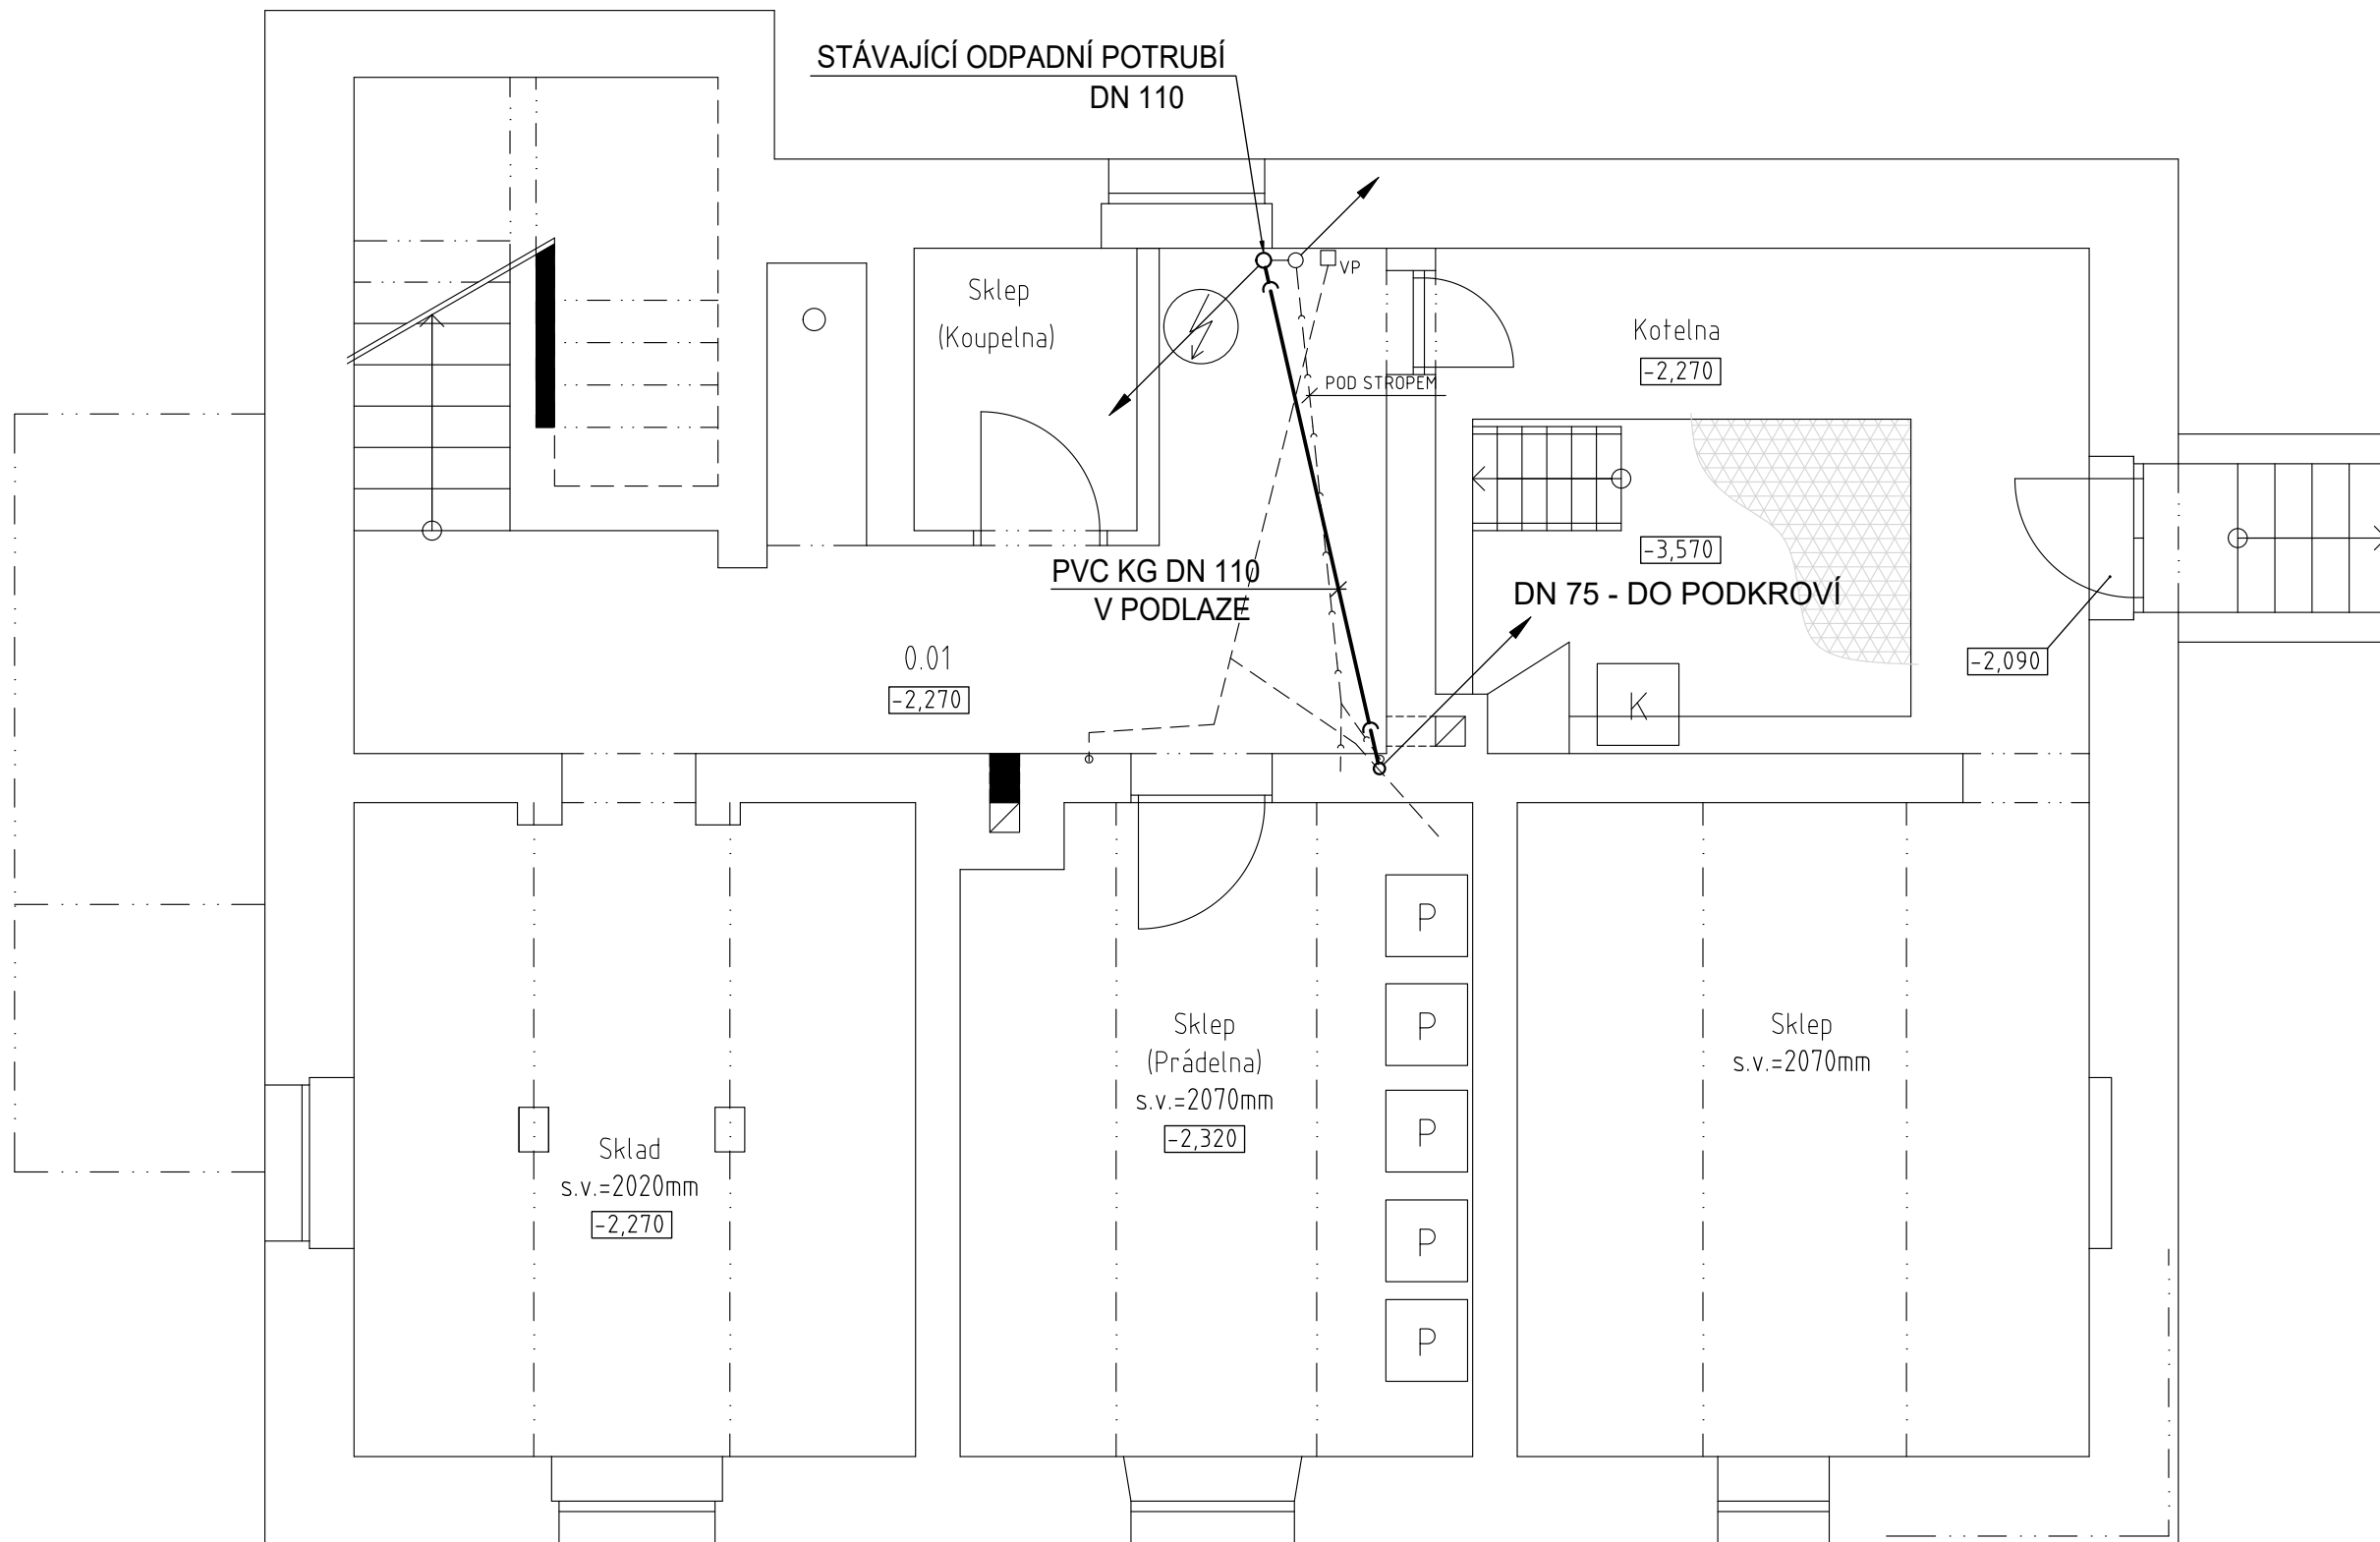 STÁVAJÍCÍ ODPADNÍ POTRUBÍ
DN 110
VP
Sklep
(Koupelna)
Kotelna
-2,270
POD STROPEM
-3,570
PVC KG DN 110
V PODLAZE
DN 75 - DO PODKROVÍ
0.01
-2,270
-2,090
K
P
P
P
P
P
Sklep
(Prádelna)
s.v.=2070mm
-2,320
Sklep
s.v.=2070mm
Sklad
s.v.=2020mm
-2,270